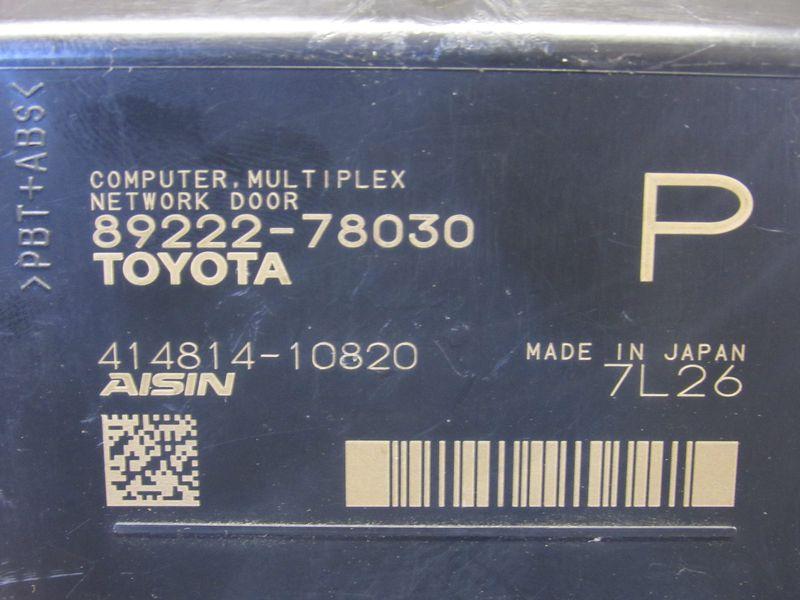 >PBT+ABS<
COMPUTER, MULTIPLEX
NETWORK DOOR
89222-78030
TOYOTA
P
414814-10820
AISIN
MADE IN JAPAN
7L26